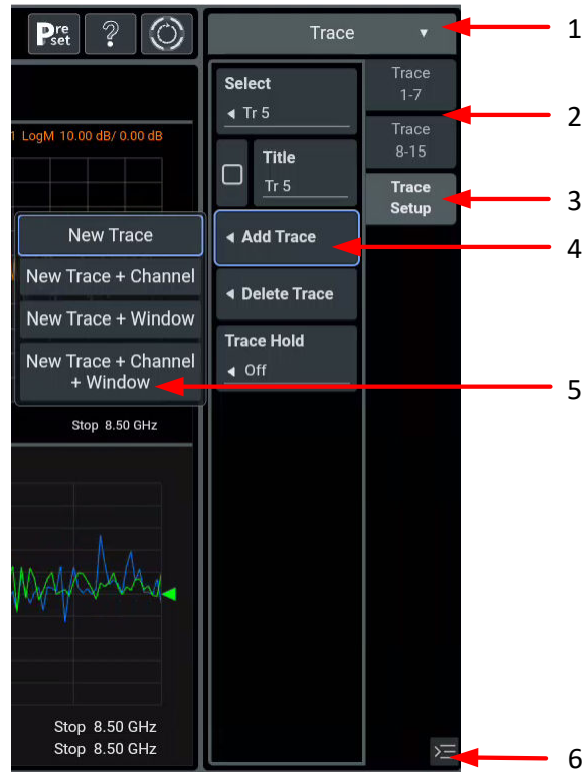 Pre
set
?
Trace
1
Select
Tr 5
Trace
1-7
2
1 LogM 10.00 dB/ 0.00 dB
Title
Tr 5
Trace
8-15
Trace
Setup
3
New Trace
Add Trace
4
New Trace + Channel
Delete Trace
New Trace + Window
Trace Hold
Off
New Trace + Channel
+ Window
5
Stop 8.50 GHz
Stop 8.50 GHz
Stop 8.50 GHz
6